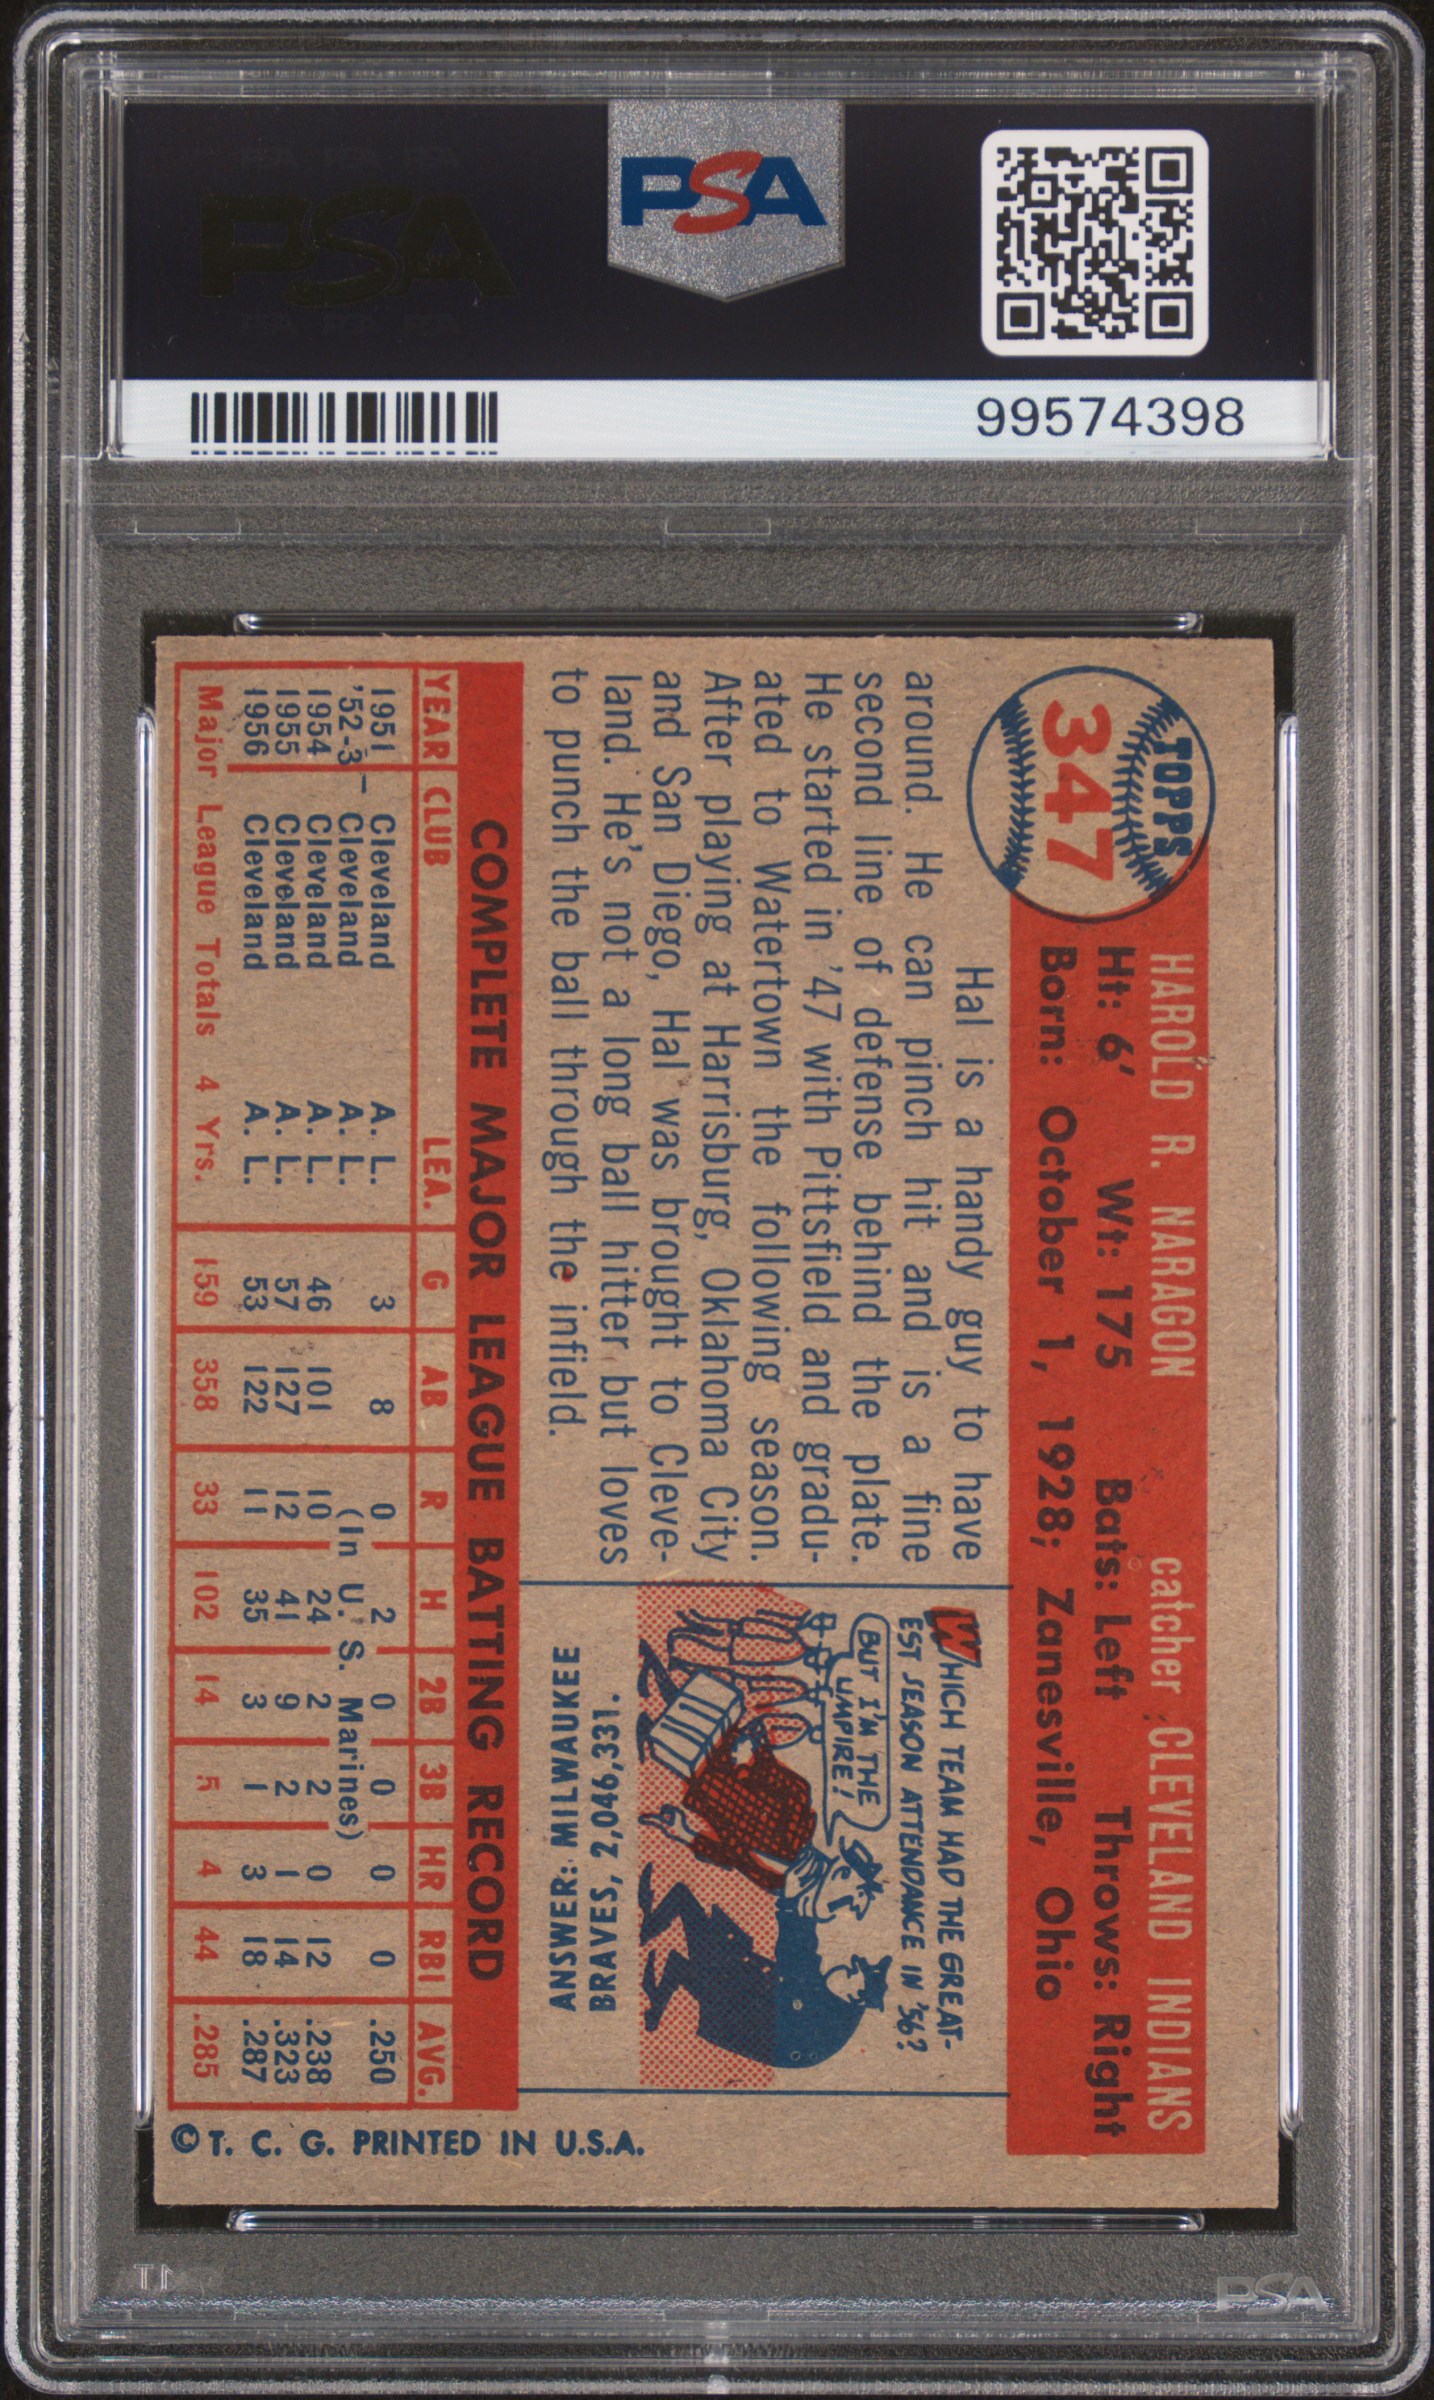 PSA
PSA
99574398
TOPPS
347
HAROLD R. NARAGON catcher CLEVELAND INDIANS
Ht: 6' Wt: 175 Bats: Left Throws: Right
Born: October 1, 1928; Zanesville, Ohio
Hal is a handy guy to have
around. He can pinch hit and is a fine
second line of defense behind the plate.
He started in '47 with Pittsfield and gradu-
ated to Watertown the following season.
After playing at Harrisburg, Oklahoma City
and San Diego, Hal was brought to Cleve-
land. He's not a long ball hitter but loves
to punch the ball through the infield.
WHICH TEAM HAD THE GREAT-
EST SEASON ATTENDANCE IN '56?
BUT I'M THE
UMPIRE!
ANSWER: MILWAUKEE
BRAVES, 2,046,331.
COMPLETE MAJOR LEAGUE BATTING RECORD
YEAR CLUB LEA. G AB R H 2B 3B HR RBI AVG.
1951 Cleveland A. L. 3 8 0 2 0 0 0 0 .250
'52-3— Cleveland A. L. (In U. S. Marines)
1954 Cleveland A. L. 46 101 10 24 2 2 0 12 .238
1955 Cleveland A. L. 57 127 12 41 9 2 1 14 .323
1956 Cleveland A. L. 53 122 11 35 3 1 3 18 .287
Major League Totals 4 Yrs. 159 358 33 102 14 5 4 44 .285
© T. C. G. PRINTED IN U.S.A.
PSA